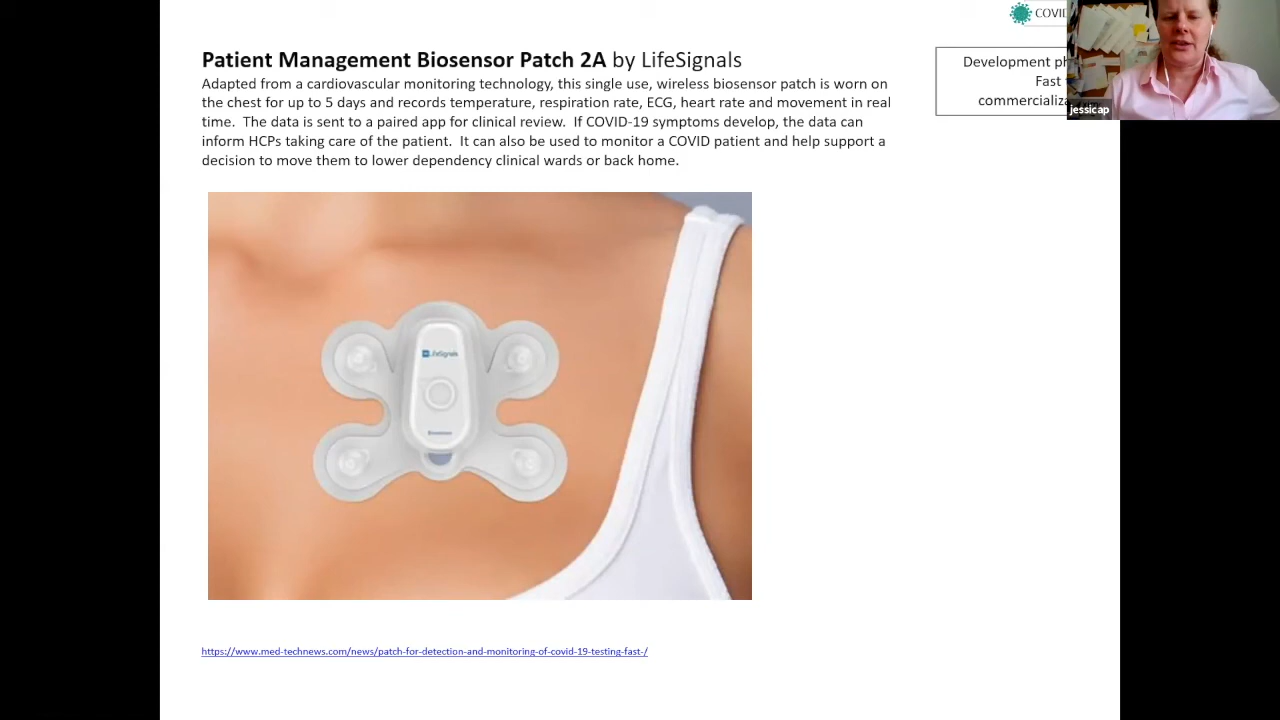 COVID
Patient Management Biosensor Patch 2A by LifeSignals
Adapted from a cardiovascular monitoring technology, this single use, wireless biosensor patch is worn on
the chest for up to 5 days and records temperature, respiration rate, ECG, heart rate and movement in real
time. The data is sent to a paired app for clinical review. If COVID-19 symptoms develop, the data can
inform HCPs taking care of the patient. It can also be used to monitor a COVID patient and help support a
decision to move them to lower dependency clinical wards or back home.
Development
Fast
jessicap
LifeSignals
https://www.med-technews.com/news/patch-for-detection-and-monitoring-of-covid-19-testing-fast-/